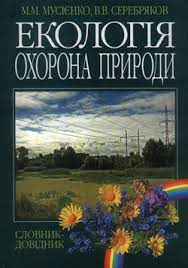 М.М. МУСІЄНКО, В.В. СЕРЕБРЯКОВ
ЕКОЛОГІЯ
ОХОРОНА ПРИРОДИ
СЛОВНИК-
ДОВІДНИК